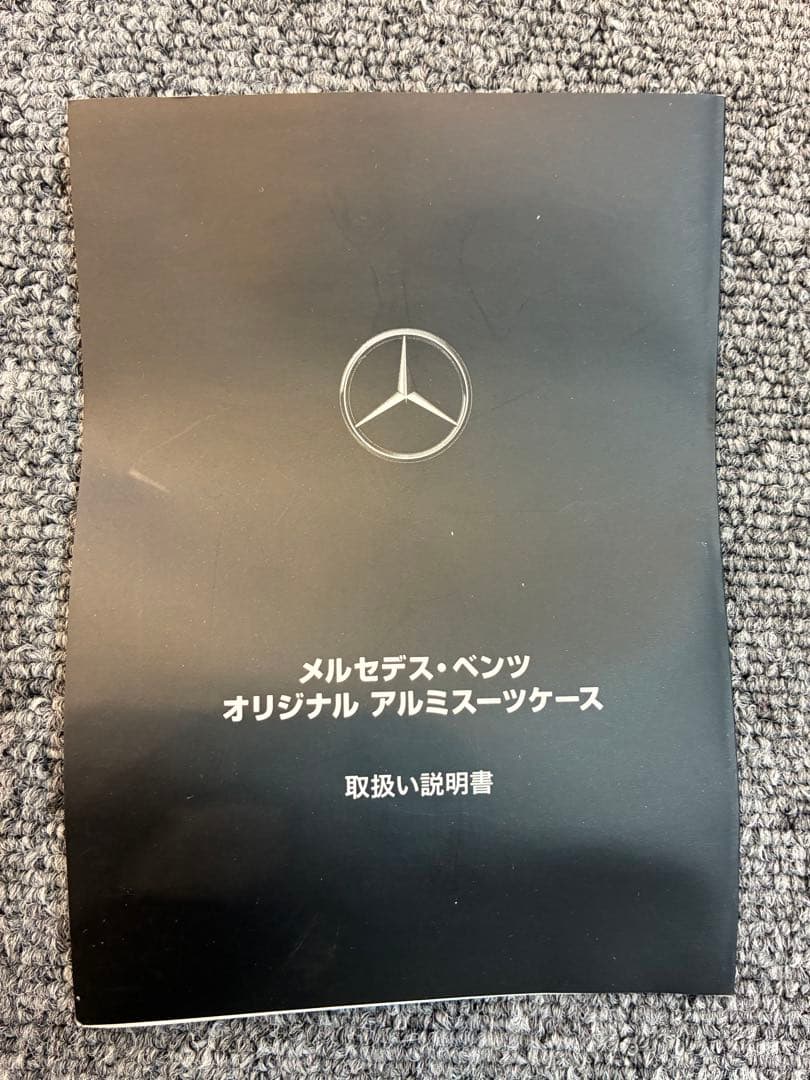 メルセデス・ベンツ
オリジナル アルミスーツケース
取扱い説明書